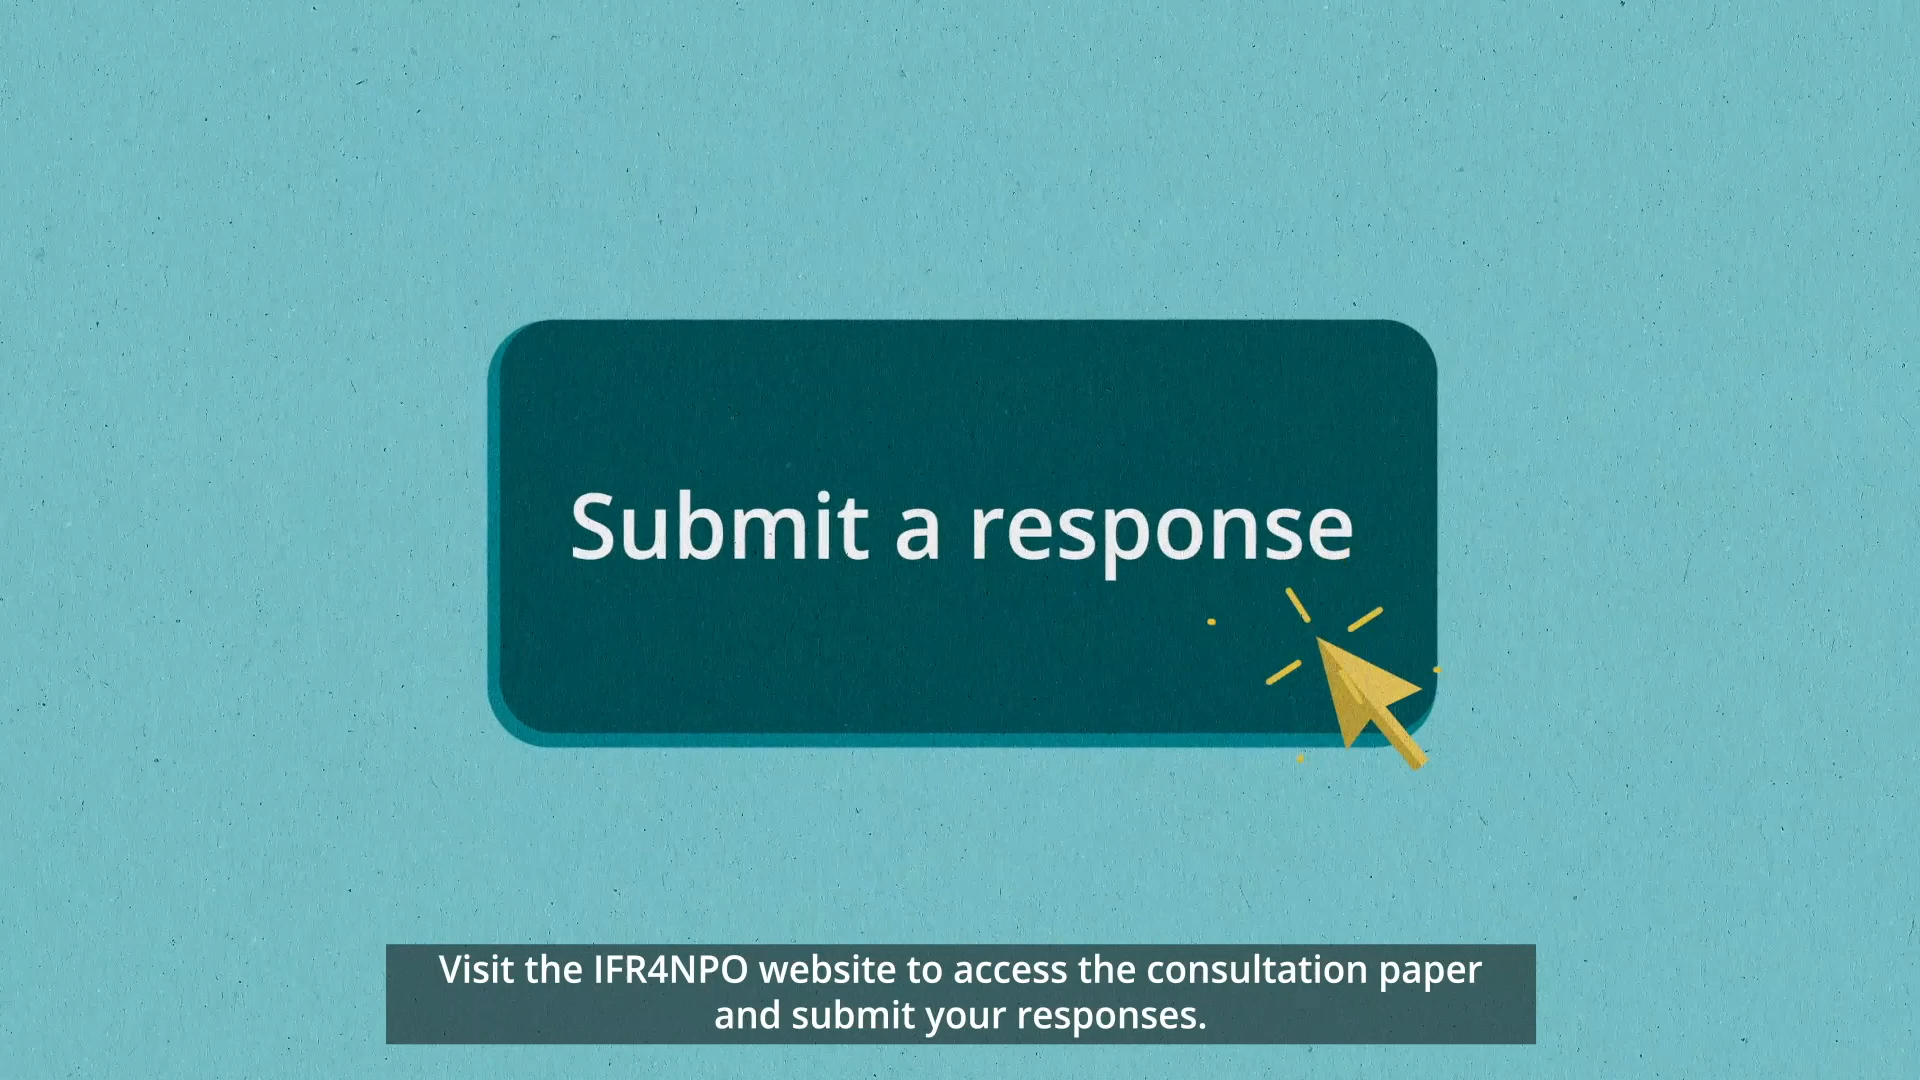 Submit a response
Visit the IFR4NPO website to access the consultation paper
and submit your responses.